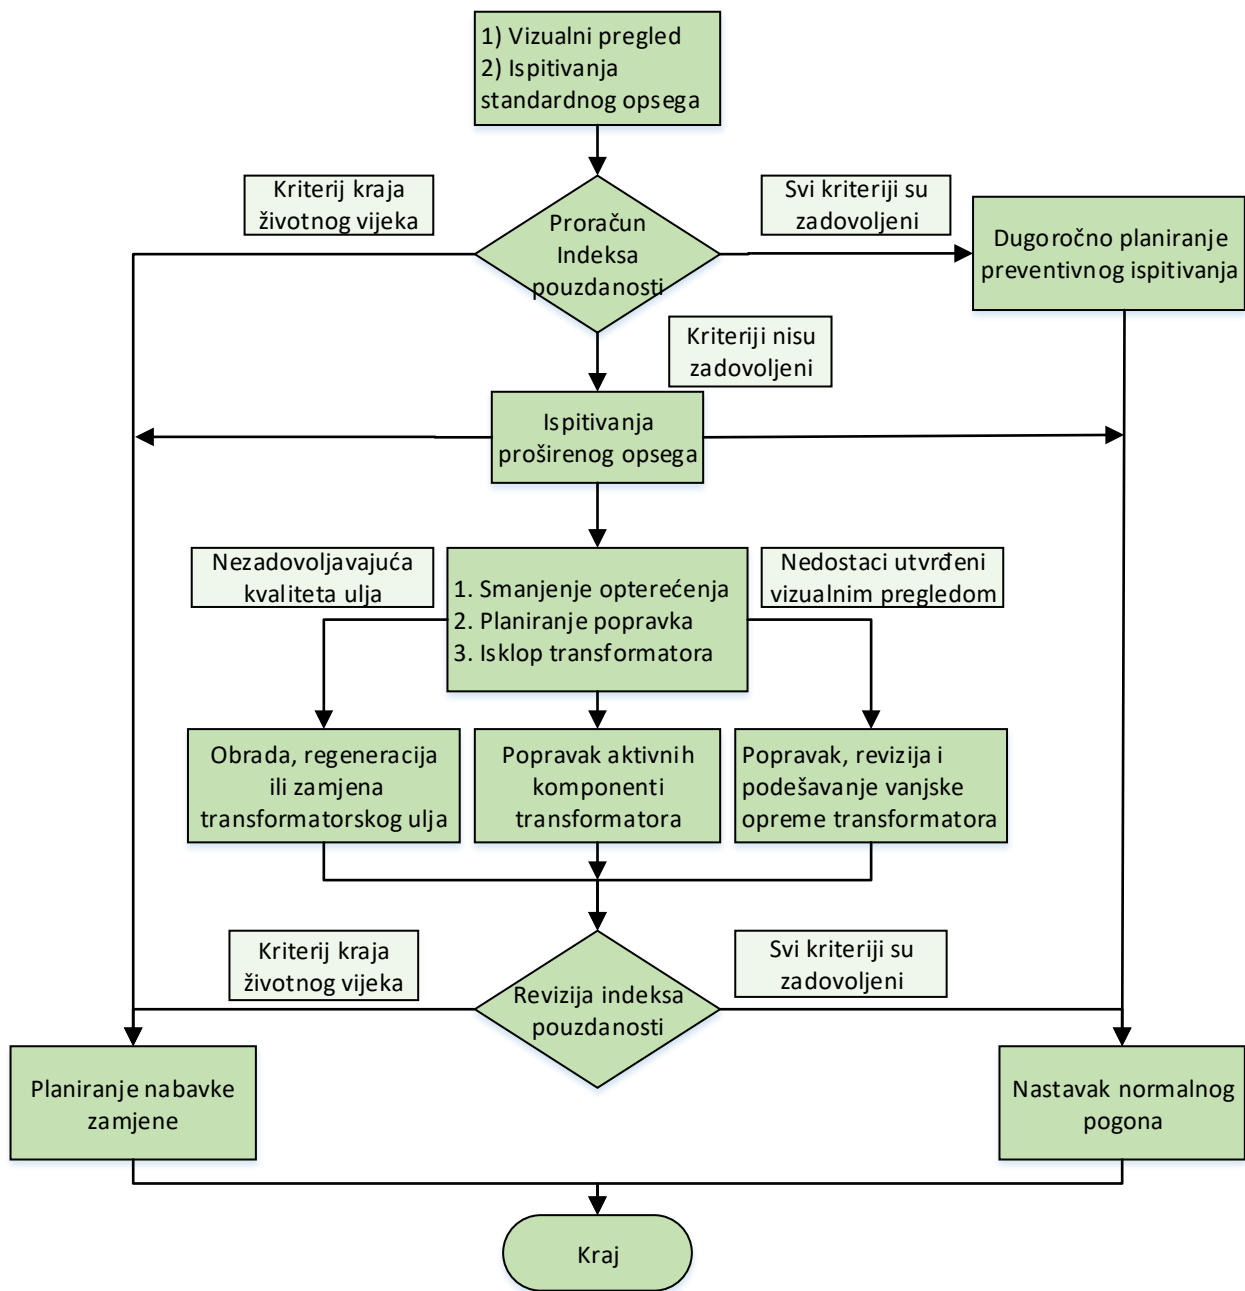 1) Vizualni pregled
2) Ispitivanja
standardnog opsega
Kriterij kraja
životnog vijeka
Svi kriteriji su
zadovoljeni
Proračun
Indeksa
pouzdanosti
Dugoročno planiranje
preventivnog ispitivanja
Kriteriji nisu
zadovoljeni
Ispitivanja
proširenog opsega
Nezadovoljavajuća
kvaliteta ulja
1. Smanjenje opterećenja
2. Planiranje popravka
3. Isklop transformatora
Nedostaci utvrđeni
vizualnim pregledom
Obrada, regeneracija
ili zamjena
transformatorskog ulja
Popravak aktivnih
komponenti
transformatora
Popravak, revizija i
podešavanje vanjske
opreme transformatora
Kriterij kraja
životnog vijeka
Svi kriteriji su
zadovoljeni
Revizija indeksa
pouzdanosti
Planiranje nabavke
zamjene
Nastavak normalnog
pogona
Kraj